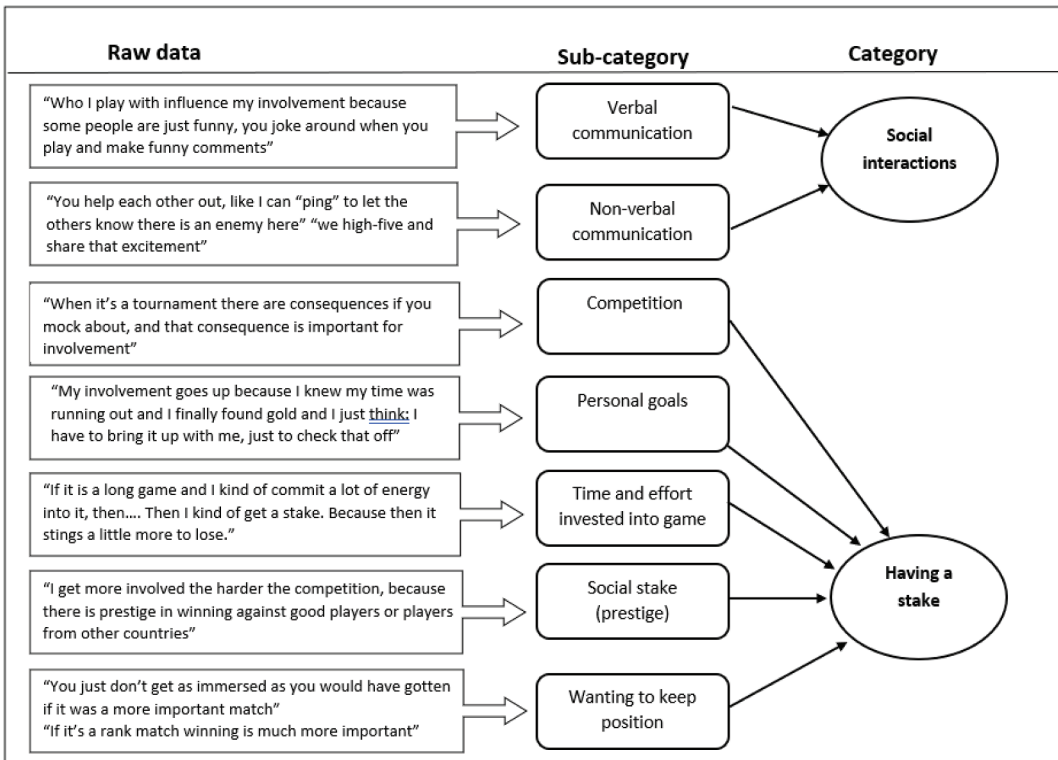 Raw data
Sub-category
Category
“Who I play with influence my involvement because
some people are just funny, you joke around when you
play and make funny comments”
Verbal
communication
Social
interactions
“You help each other out, like I can “ping” to let the
others know there is an enemy here” “we high-five and
share that excitement”
Non-verbal
communication
“When it’s a tournament there are consequences if you
mock about, and that consequence is important for
involvement”
Competition
“My involvement goes up because I knew my time was
running out and I finally found gold and I just think: I
have to bring it up with me, just to check that off”
Personal goals
“If it is a long game and I kind of commit a lot of energy
into it, then…. Then I kind of get a stake. Because then it
stings a little more to lose.”
Time and effort
invested into game
“I get more involved the harder the competition, because
there is prestige in winning against good players or players
from other countries”
Social stake
(prestige)
Having a
stake
“You just don’t get as immersed as you would have gotten
if it was a more important match”
“If it’s a rank match winning is much more important”
Wanting to keep
position